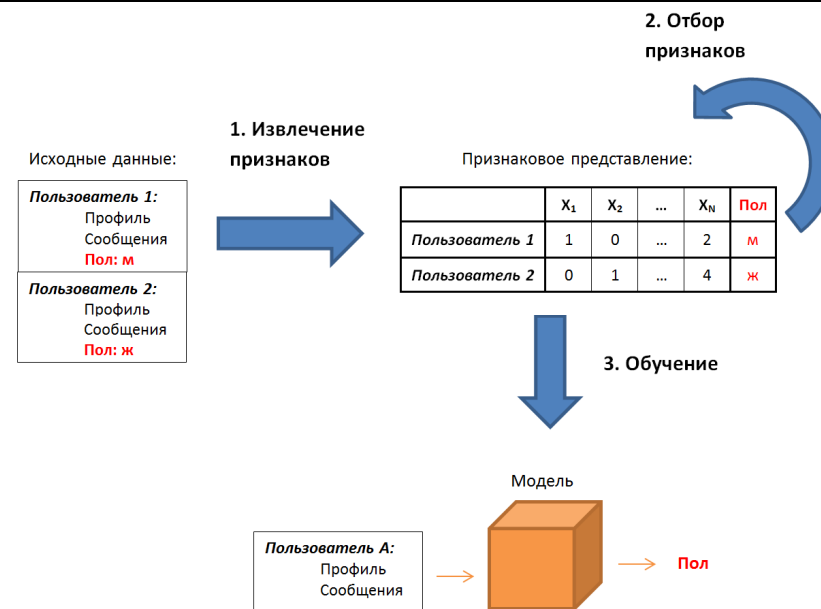 2. Отбор
признаков
1. Извлечение
признаков
Исходные данные:
Признаковое представление:
Пользователь 1:
Профиль
Сообщения
Пол: м
Пользователь 2:
Профиль
Сообщения
Пол: ж
X₁ X₂ ... X_N Пол
Пользователь 1 1 0 ... 2 м
Пользователь 2 0 1 ... 4 ж
3. Обучение
Модель
Пользователь А:
Профиль
Сообщения
Пол